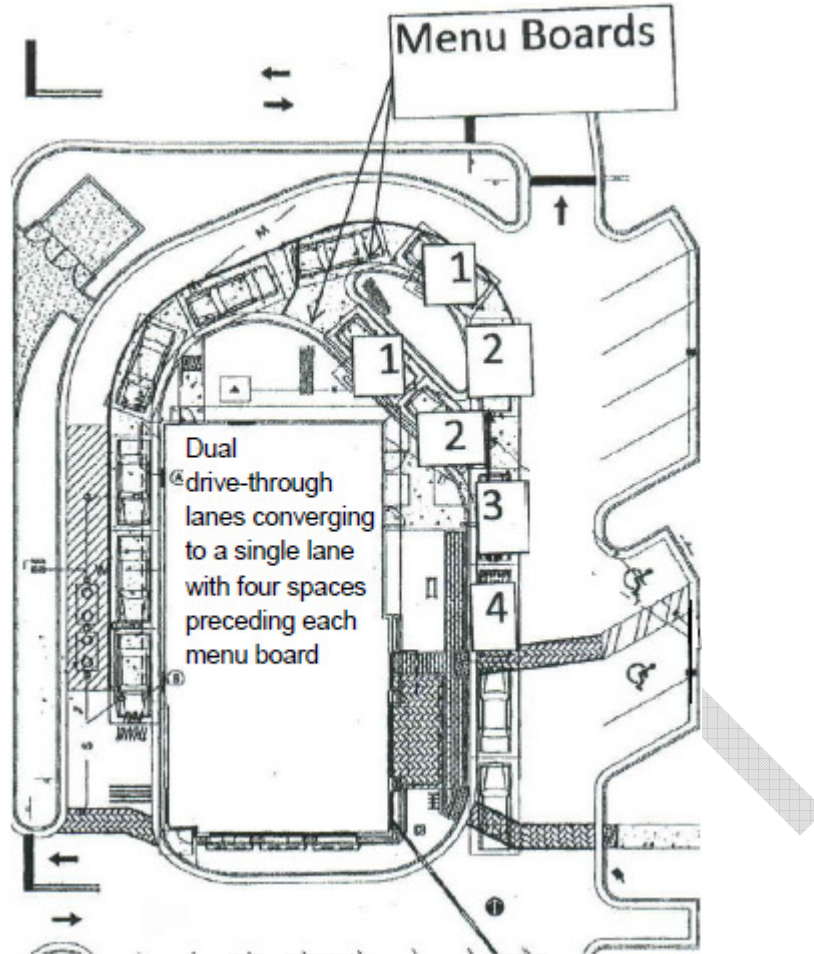 Menu Boards
M
1
1
2
2
A
Dual
drive-through
lanes converging
to a single lane
with four spaces
preceding each
menu board
3
4
B